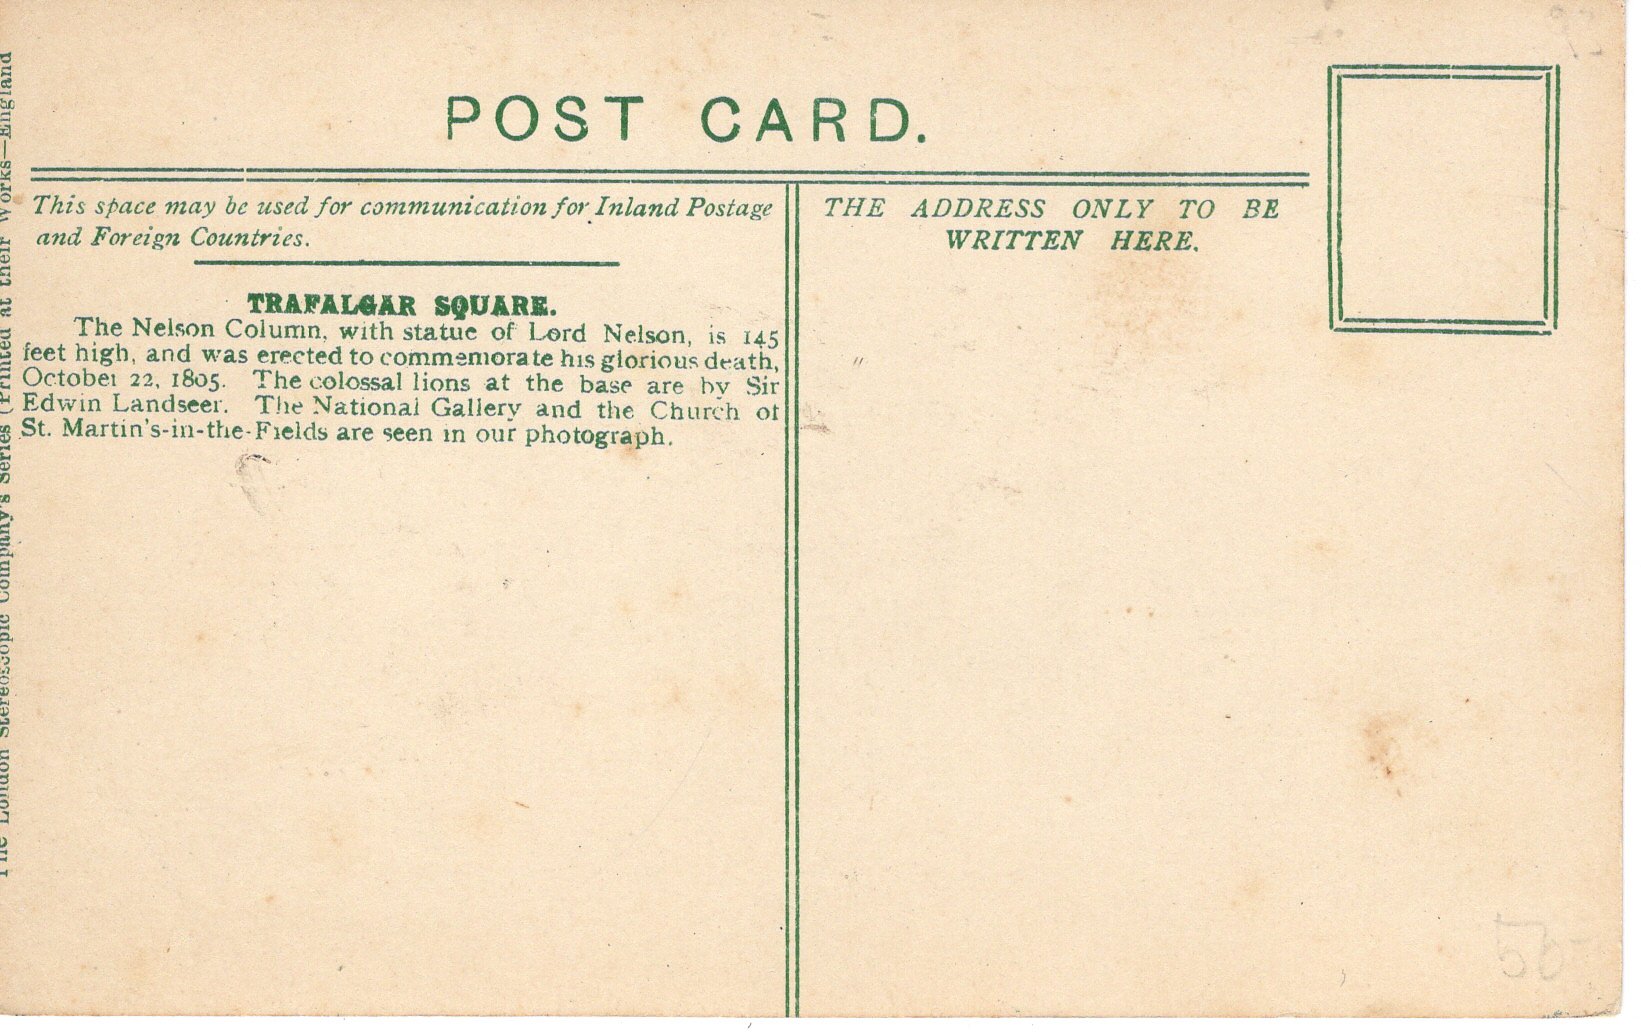 POST CARD.
This space may be used for communication for Inland Postage
and Foreign Countries.
THE ADDRESS ONLY TO BE
WRITTEN HERE.
TRAFALGAR SQUARE.
The Nelson Column, with statue of Lord Nelson, is 145
feet high, and was erected to commemorate his glorious death,
October 22, 1805. The colossal lions at the base are by Sir
Edwin Landseer. The National Gallery and the Church of
St. Martin's-in-the-Fields are seen in our photograph.
The London Stereoscopic Company's Series (Printed at their Works—England
50